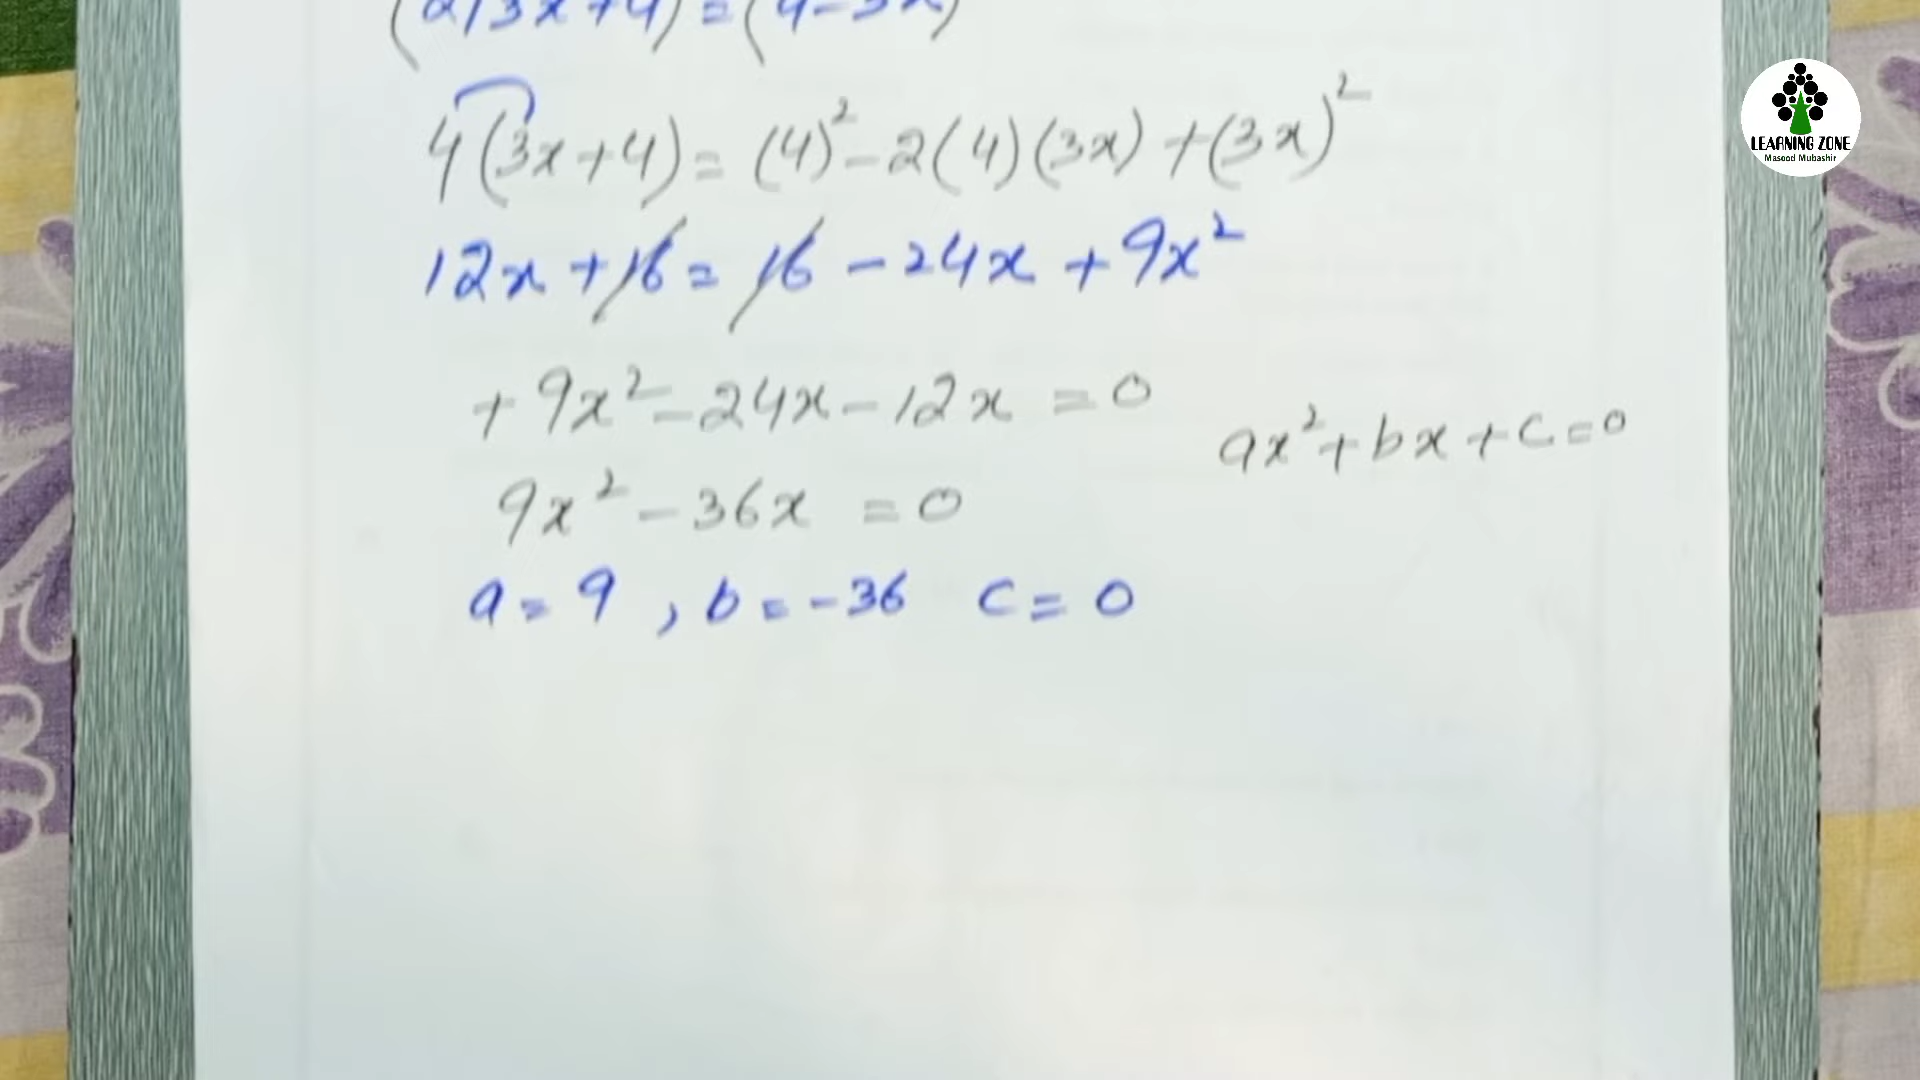 4(3x+4) = (4)² - 2(4)(3x) + (3x)²
12x + 16 = 16 - 24x + 9x²
+ 9x² - 24x - 12x = 0
ax² + bx + c = 0
9x² - 36x = 0
a = 9 , b = -36 c = 0
LEARNING ZONE
Masood Mubashir